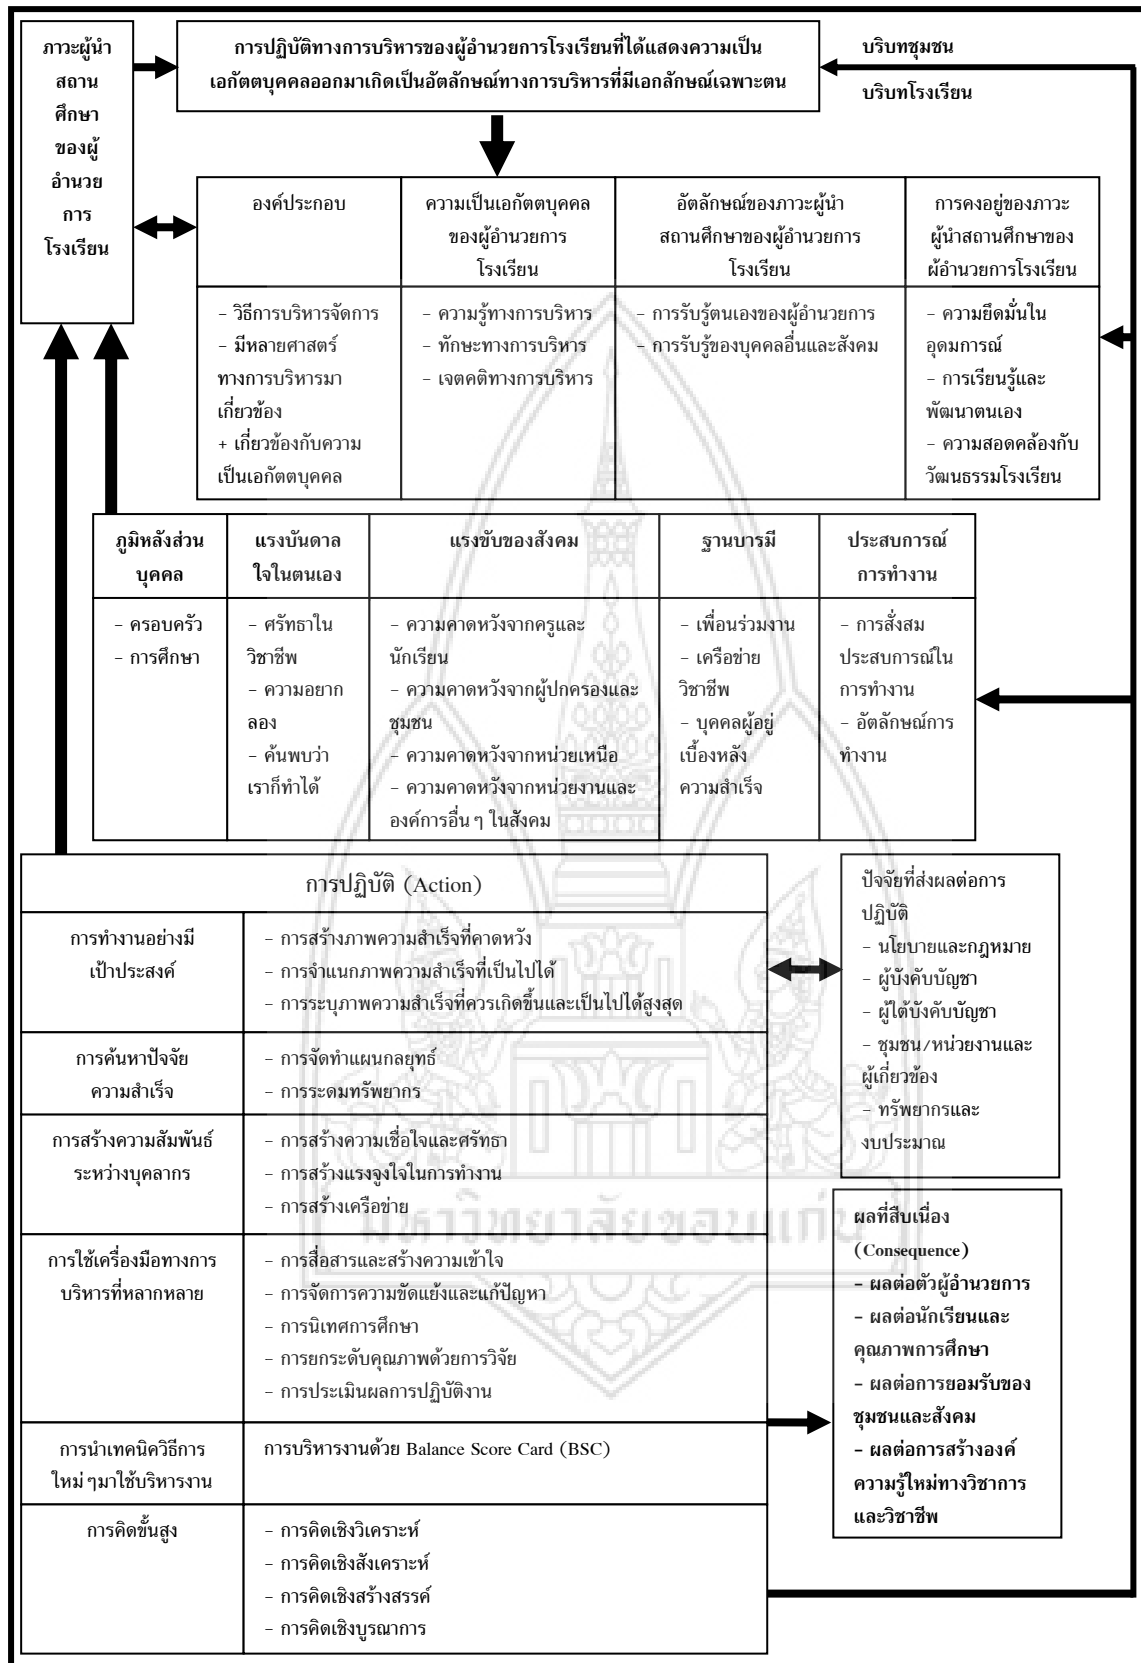 ภาวะผู้นำ
สถาน
ศึกษา
ของผู้
อำนวย
การ
โรงเรียน
การปฏิบัติทางการบริหารของผู้อำนวยการโรงเรียนที่ได้แสดงความเป็น
เอกัตตบุคคลออกมาเกิดเป็นอัตลักษณ์ทางการบริหารที่มีเอกลักษณ์เฉพาะตน
บริบทชุมชน
บริบทโรงเรียน
องค์ประกอบ
ความเป็นเอกัตตบุคคล
ของผู้อำนวยการ
โรงเรียน
อัตลักษณ์ของภาวะผู้นำ
สถานศึกษาของผู้อำนวยการ
โรงเรียน
การคงอยู่ของภาวะ
ผู้นำสถานศึกษาของ
ผ้อำนวยการโรงเรียน
- วิธีการบริหารจัดการ
- มีหลายศาสตร์
ทางการบริหารมา
เกี่ยวข้อง
+ เกี่ยวข้องกับความ
เป็นเอกัตตบุคคล
- ความรู้ทางการบริหาร
- ทักษะทางการบริหาร
- เจตคติทางการบริหาร
- การรับรู้ตนเองของผู้อำนวยการ
- การรับรู้ของบุคคลอื่นและสังคม
- ความยึดมั่นใน
อุดมการณ์
- การเรียนรู้และ
พัฒนาตนเอง
- ความสอดคล้องกับ
วัฒนธรรมโรงเรียน
ภูมิหลังส่วน
บุคคล
แรงบันดาล
ใจในตนเอง
แรงขับของสังคม
ฐานบารมี
ประสบการณ์
การทำงาน
- ครอบครัว
- การศึกษา
- ศรัทธาใน
วิชาชีพ
- ความอยาก
ลอง
- ค้นพบว่า
เราก็ทำได้
- ความคาดหวังจากครูและ
นักเรียน
- ความคาดหวังจากผู้ปกครองและ
ชุมชน
- ความคาดหวังจากหน่วยเหนือ
- ความคาดหวังจากหน่วยงานและ
องค์การอื่น ๆ ในสังคม
- เพื่อนร่วมงาน
- เครือข่าย
วิชาชีพ
- บุคคลผู้อยู่
เบื้องหลัง
ความสำเร็จ
- การสั่งสม
ประสบการณ์ใน
การทำงาน
- อัตลักษณ์การ
ทำงาน
การปฏิบัติ (Action)
การทำงานอย่างมี
เป้าประสงค์
- การสร้างภาพความสำเร็จที่คาดหวัง
- การจำแนกภาพความสำเร็จที่เป็นไปได้
- การระบุภาพความสำเร็จที่ควรเกิดขึ้นและเป็นไปได้สูงสุด
การค้นหาปัจจัย
ความสำเร็จ
- การจัดทำแผนกลยุทธ์
- การระดมทรัพยากร
การสร้างความสัมพันธ์
ระหว่างบุคลากร
- การสร้างความเชื่อใจและศรัทธา
- การสร้างแรงจูงใจในการทำงาน
- การสร้างเครือข่าย
การใช้เครื่องมือทางการ
บริหารที่หลากหลาย
- การสื่อสารและสร้างความเข้าใจ
- การจัดการความขัดแย้งและแก้ปัญหา
- การนิเทศการศึกษา
- การยกระดับคุณภาพด้วยการวิจัย
- การประเมินผลการปฏิบัติงาน
การนำเทคนิควิธีการ
ใหม่ ๆมาใช้บริหารงาน
การบริหารงานด้วย Balance Score Card (BSC)
การคิดขั้นสูง
- การคิดเชิงวิเคราะห์
- การคิดเชิงสังเคราะห์
- การคิดเชิงสร้างสรรค์
- การคิดเชิงบูรณาการ
ปัจจัยที่ส่งผลต่อการ
ปฏิบัติ
- นโยบายและกฎหมาย
- ผู้บังคับบัญชา
- ผู้ใต้บังคับบัญชา
- ชุมชน/หน่วยงานและ
ผู้เกี่ยวข้อง
- ทรัพยากรและ
งบประมาณ
ผลที่สืบเนื่อง
(Consequence)
- ผลต่อตัวผู้อำนวยการ
- ผลต่อนักเรียนและ
คุณภาพการศึกษา
- ผลต่อการยอมรับของ
ชุมชนและสังคม
- ผลต่อการสร้างองค์
ความรู้ใหม่ทางวิชาการ
และวิชาชีพ
มหาวิทยาลัยขอนแก่น